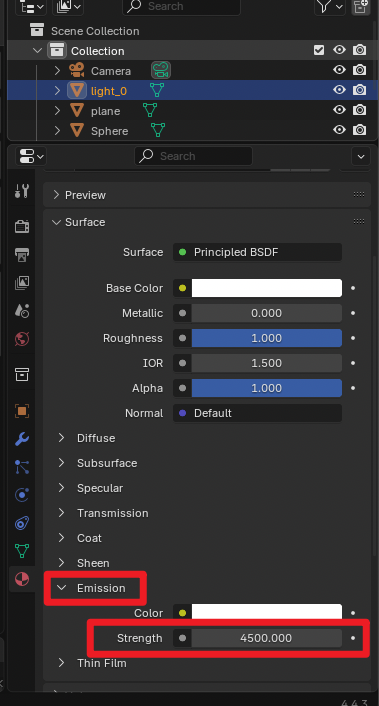 Search
Scene Collection
Collection
Camera
light_0
plane
Sphere
Search
Preview
Surface
Surface Principled BSDF
Base Color
Metallic 0.000
Roughness 1.000
IOR 1.500
Alpha 1.000
Normal Default
Diffuse
Subsurface
Specular
Transmission
Coat
Sheen
Emission
Color
Strength 4500.000
Thin Film
4.4.3